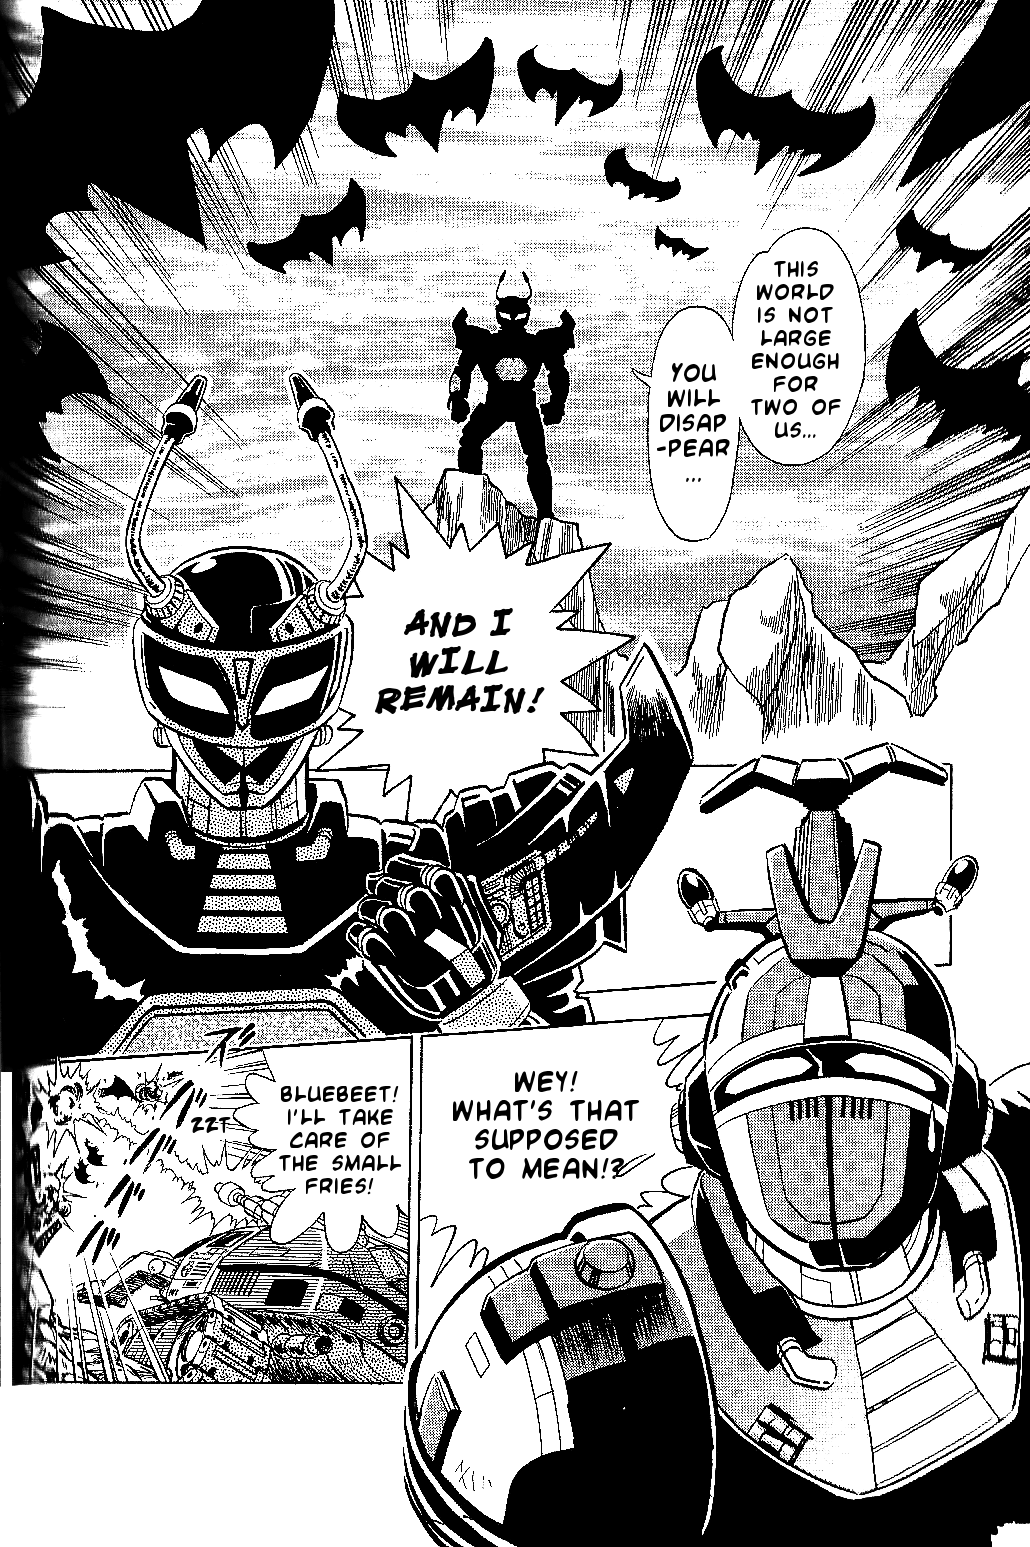 THIS
WORLD
IS NOT
LARGE
ENOUGH
FOR
TWO OF
US...
YOU
WILL
DISAP
-PEAR
...
AND I
WILL
REMAIN!
WEY!
WHAT'S THAT
SUPPOSED
TO MEAN!?
BLUEBEET!
I'LL TAKE
CARE OF
THE SMALL
FRIES!
ZZT